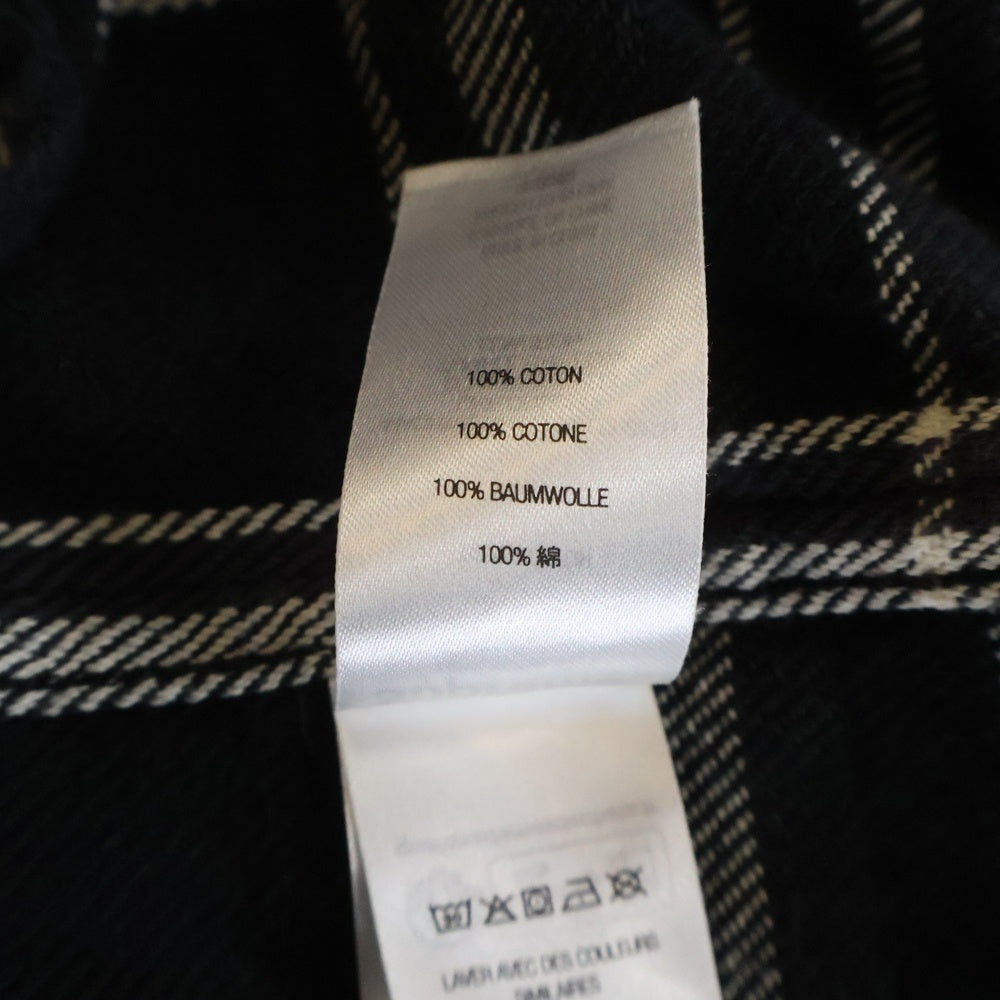 100% COTON
100% COTONE
100% BAUMWOLLE
100% 綿
LAVER AVEC DES COULEURS
SIMILAIRES